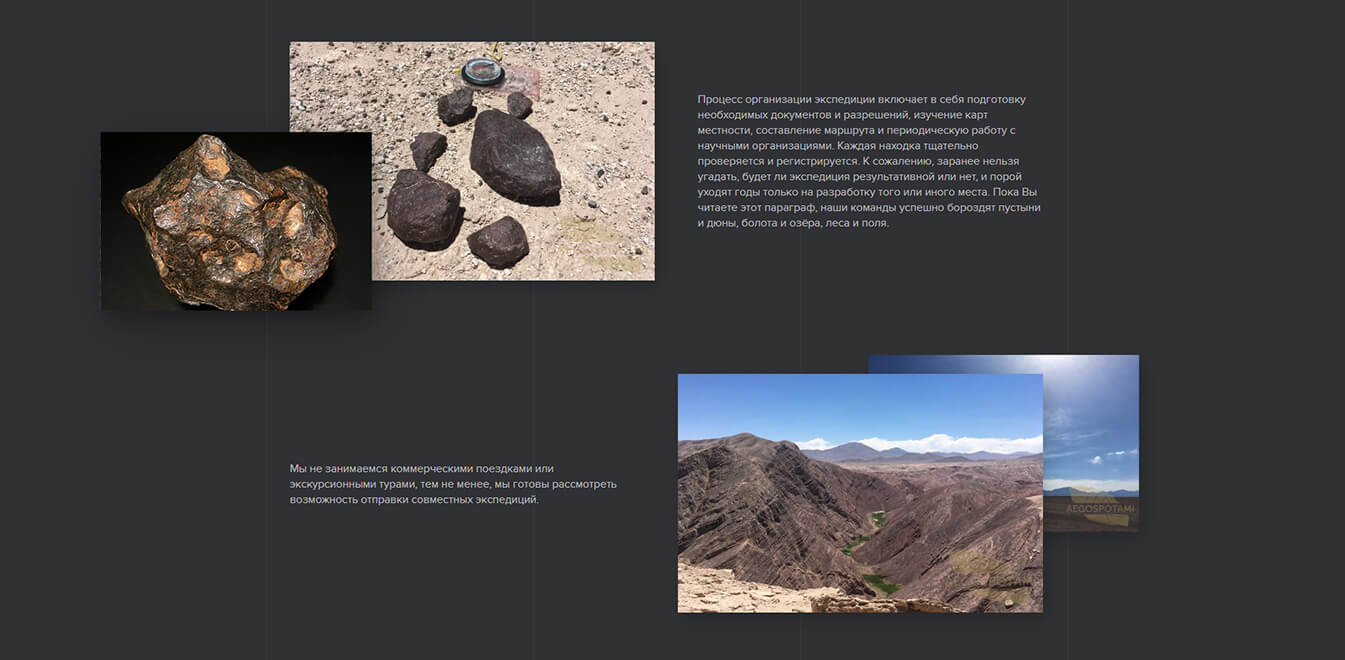 Процесс организации экспедиции включает в себя подготовку
необходимых документов и разрешений, изучение карт
местности, составление маршрута и периодическую работу с
научными организациями. Каждая находка тщательно
проверяется и регистрируется. К сожалению, заранее нельзя
угадать, будет ли экспедиция результативной или нет, и порой
уходят годы только на разработку того или иного места. Пока Вы
читаете этот параграф, наши команды успешно бороздят пустыни
и дюны, болота и озёра, леса и поля.
Мы не занимаемся коммерческими поездками или
экскурсионными турами, тем не менее, мы готовы рассмотреть
возможность отправки совместных экспедиций.
AEGOSPOTAMI